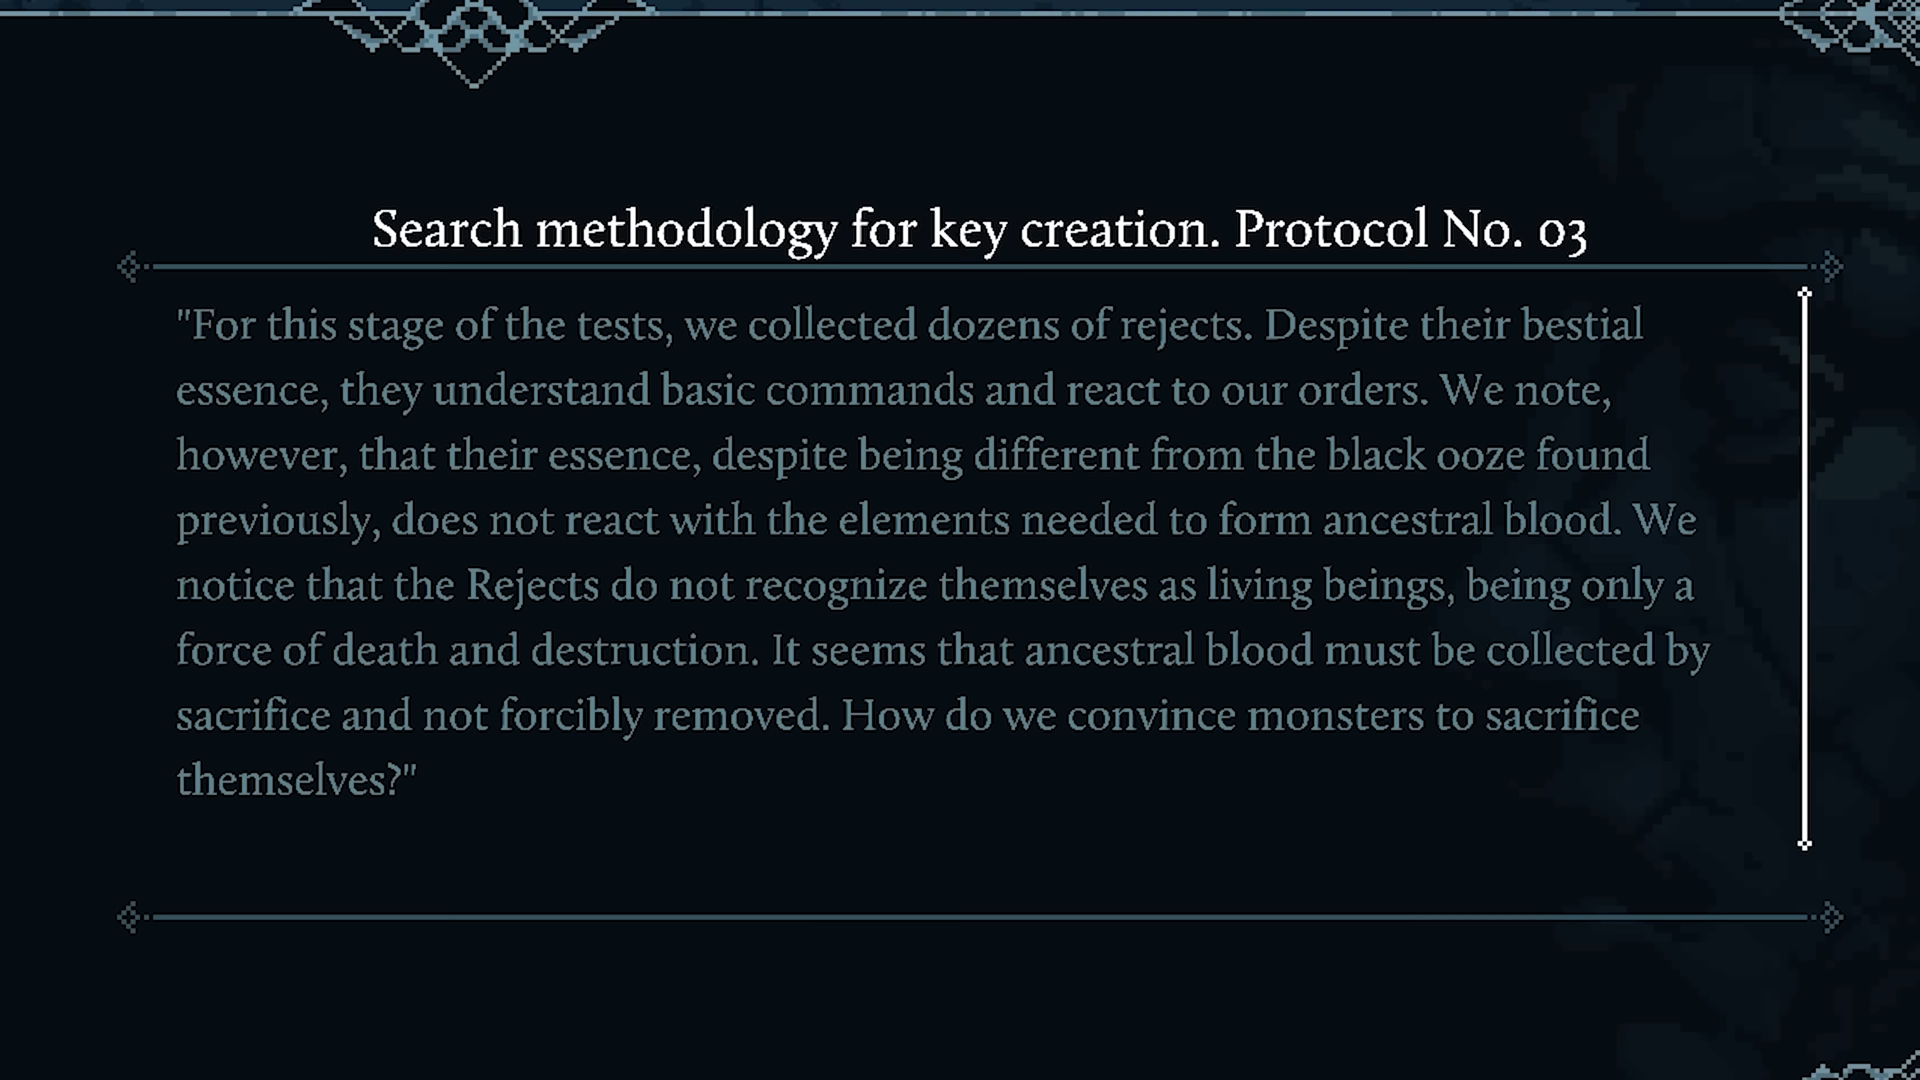 Search methodology for key creation. Protocol No. 03
"For this stage of the tests, we collected dozens of rejects. Despite their bestial
essence, they understand basic commands and react to our orders. We note,
however, that their essence, despite being different from the black ooze found
previously, does not react with the elements needed to form ancestral blood. We
notice that the Rejects do not recognize themselves as living beings, being only a
force of death and destruction. It seems that ancestral blood must be collected by
sacrifice and not forcibly removed. How do we convince monsters to sacrifice
themselves?"